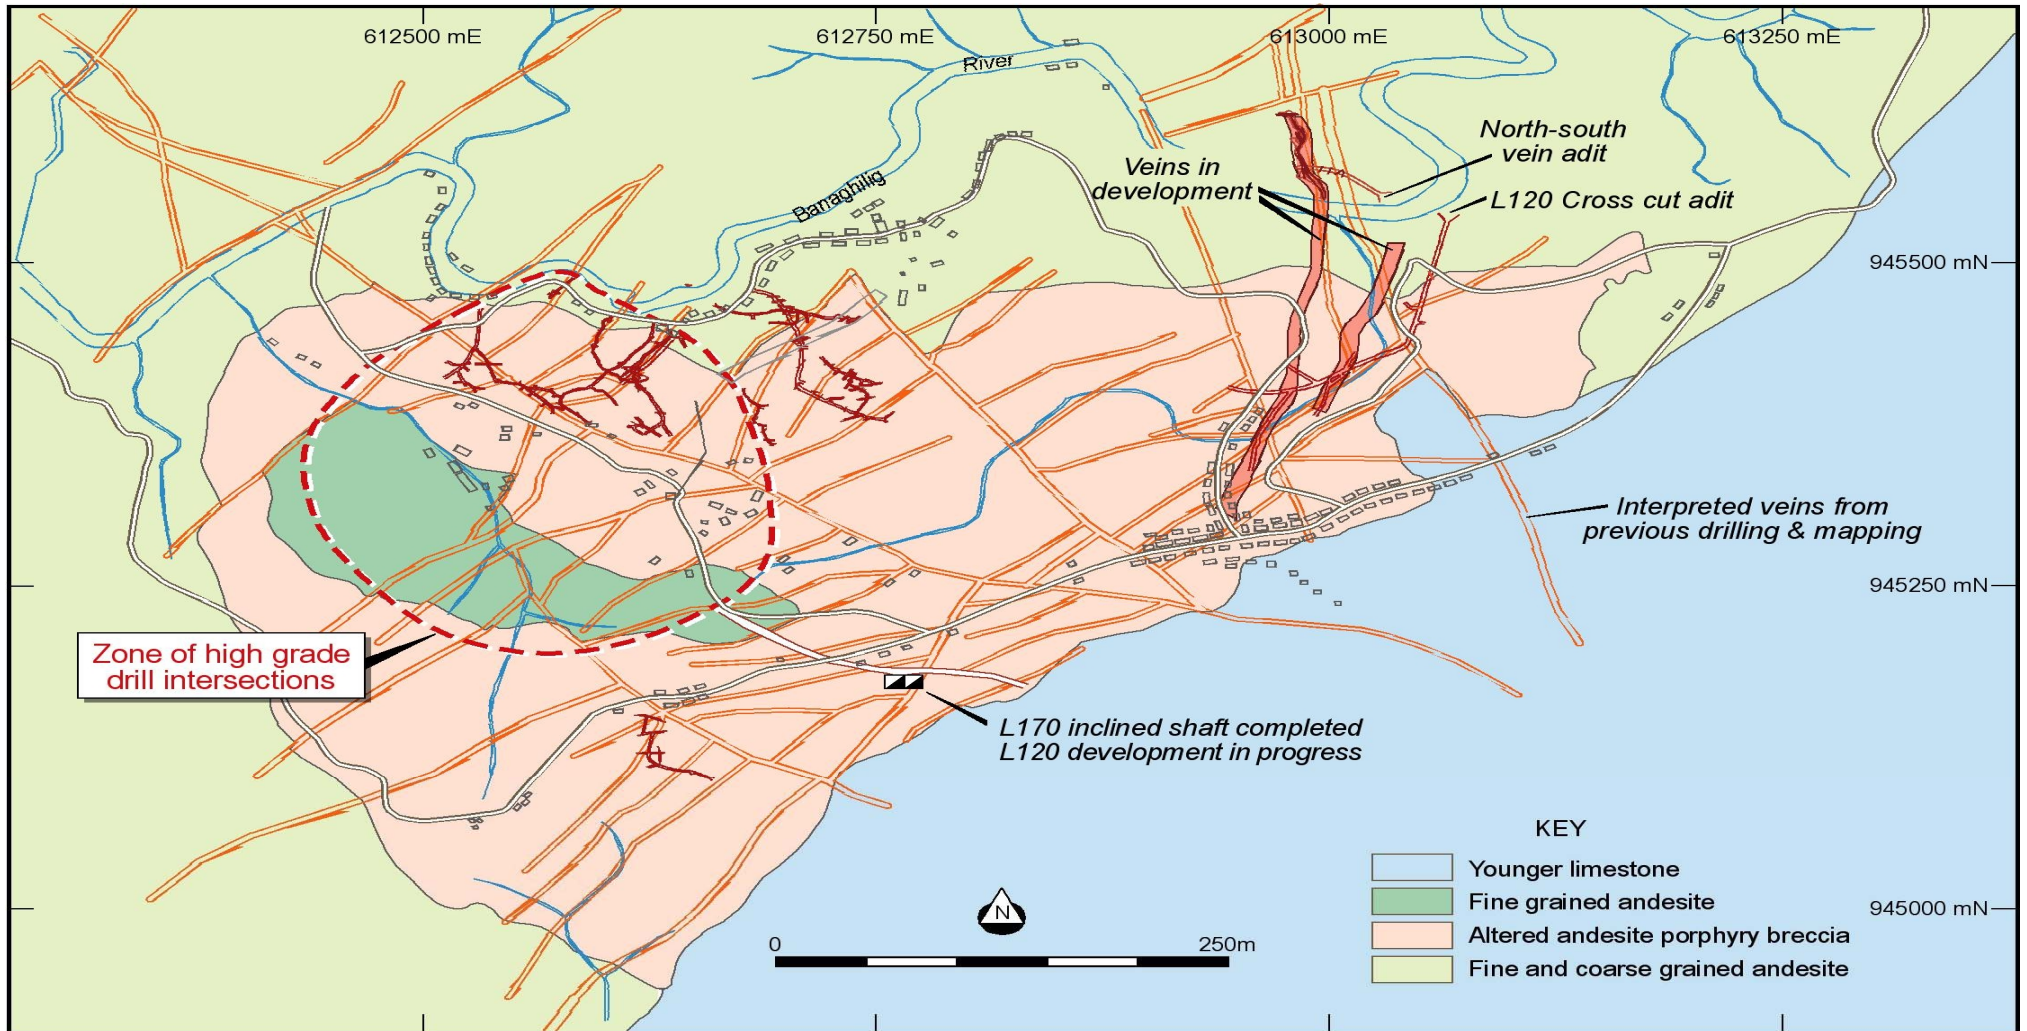 612500 mE
612750 mE
613000 mE
613250 mE
River
North-south
vein adit
Veins in
development
Banaghilig
L120 Cross cut adit
945500 mN
Interpreted veins from
previous drilling & mapping
945250 mN
Zone of high grade
drill intersections
L170 inclined shaft completed
L120 development in progress
KEY
Younger limestone
Fine grained andesite
Altered andesite porphyry breccia
Fine and coarse grained andesite
945000 mN
N
0
250m